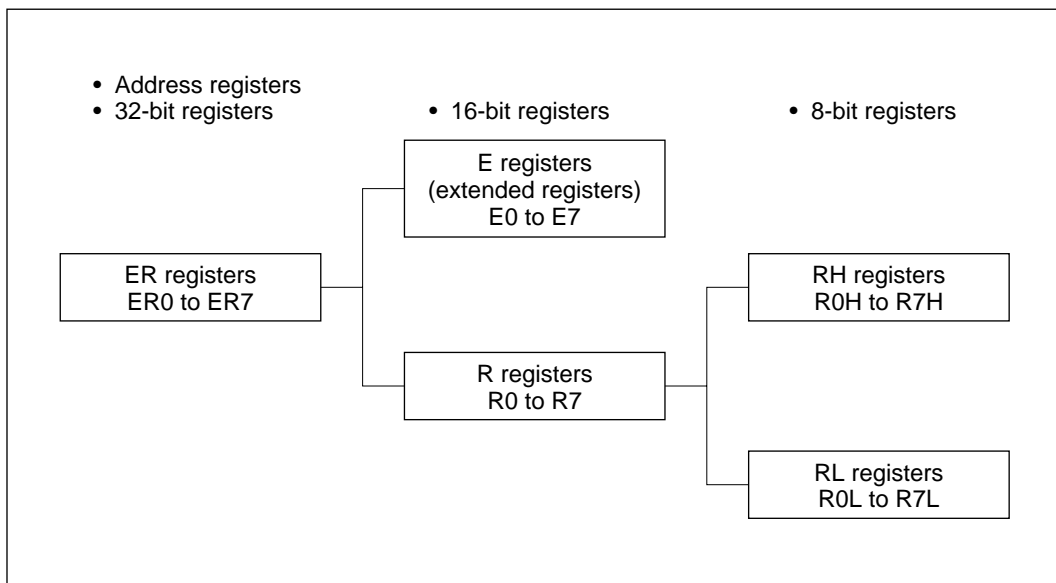 • Address registers
• 32-bit registers
• 16-bit registers
• 8-bit registers
E registers
(extended registers)
E0 to E7
ER registers
ER0 to ER7
RH registers
R0H to R7H
R registers
R0 to R7
RL registers
R0L to R7L